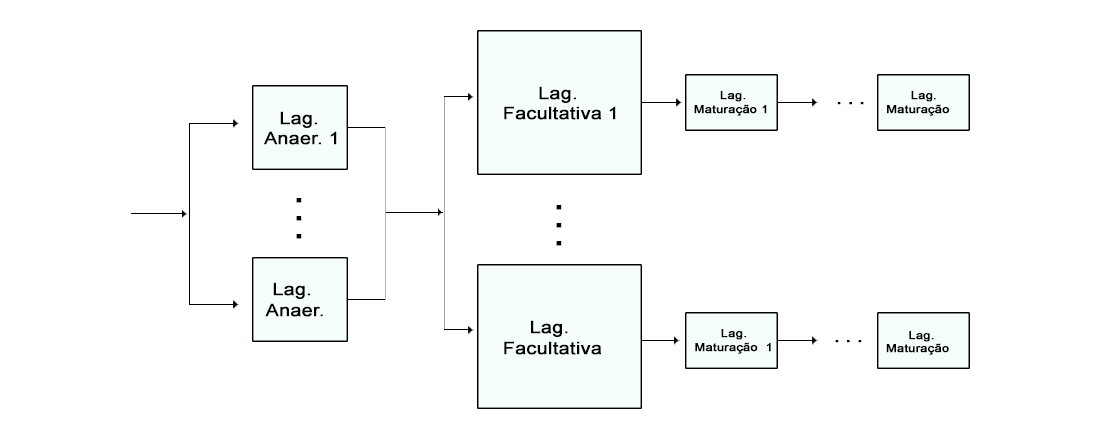 Lag.
Anaer. 1
Lag.
Anaer.
Lag.
Facultativa 1
Lag.
Facultativa
Lag.
Maturação 1
Lag.
Maturação
Lag.
Maturação 1
Lag.
Maturação